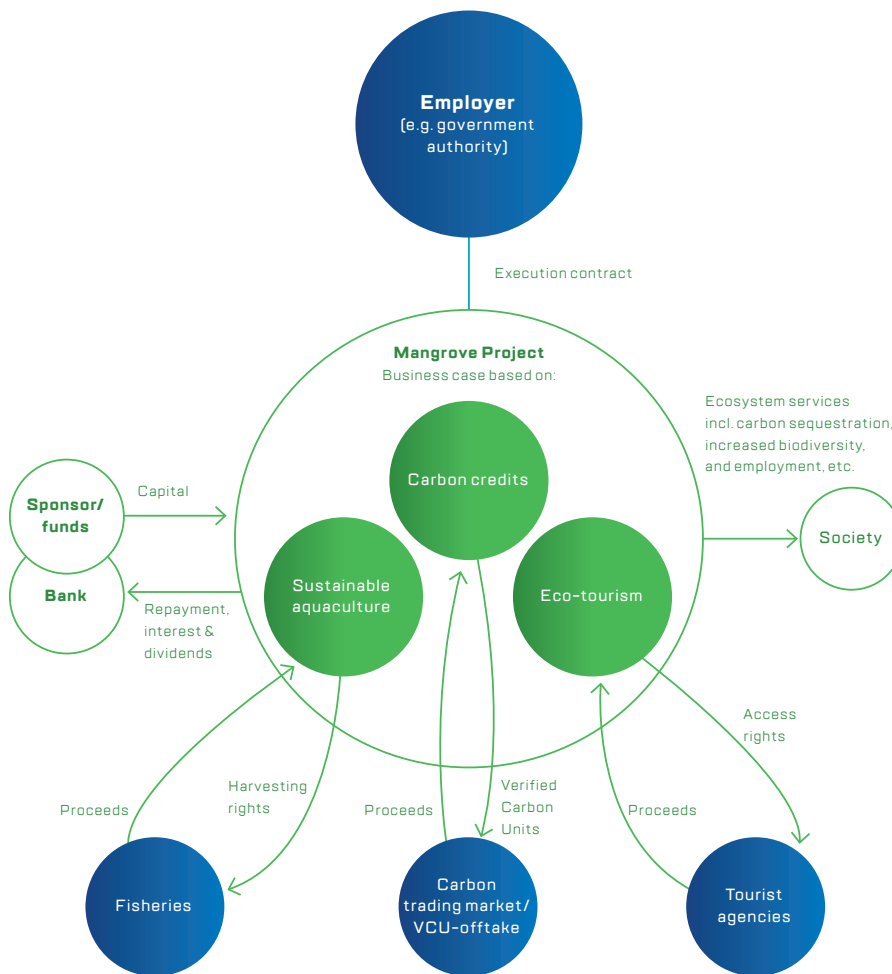 Employer
(e.g. government
authority)
Execution contract
Mangrove Project
Business case based on:
Carbon credits
Sustainable
aquaculture
Eco-tourism
Ecosystem services
incl. carbon sequestration,
increased biodiversity,
and employment, etc.
Society
Sponsor/
funds
Bank
Capital
Repayment,
interest &
dividends
Proceeds
Harvesting
rights
Proceeds
Verified
Carbon
Units
Proceeds
Access
rights
Fisheries
Carbon
trading market/
VCU-offtake
Tourist
agencies